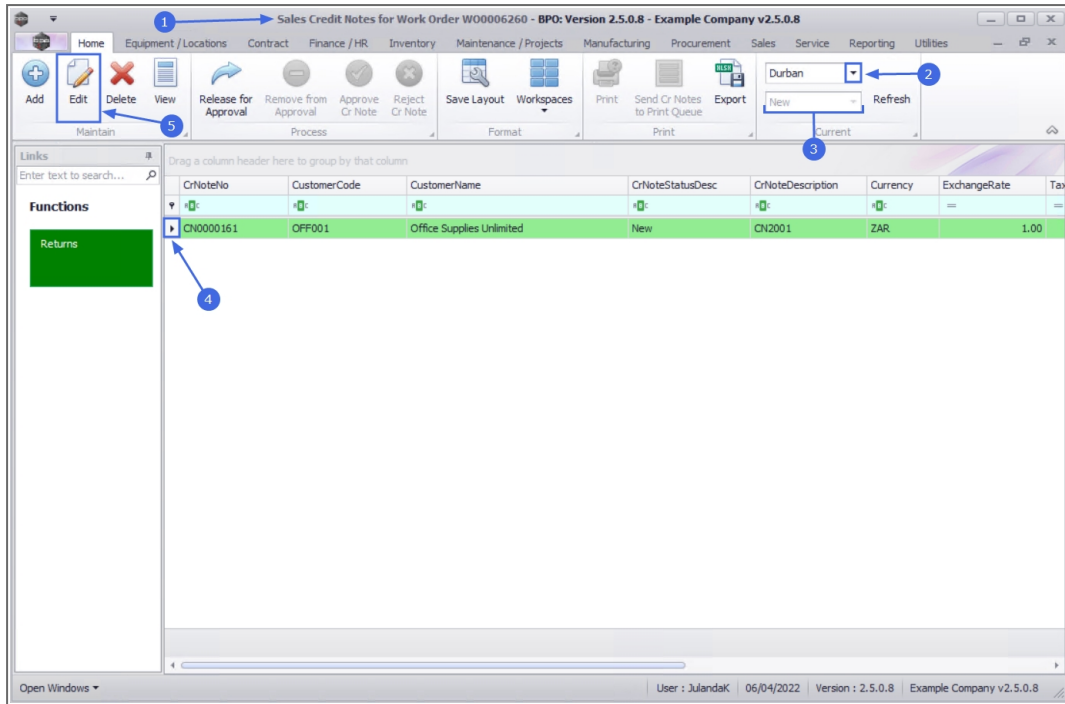 1
Sales Credit Notes for Work Order WO0006260 - BPO: Version 2.5.0.8 - Example Company v2.5.0.8
Home Equipment / Locations Contract Finance / HR Inventory Maintenance / Projects Manufacturing Procurement Sales Service Reporting Utilities
Add Edit Delete View Release for Approval Remove from Approval Approve Cr Note Reject Cr Note Save Layout Workspaces Print Send Cr Notes to Print Queue Export Durban 2
New Refresh
5
Maintain Process Format Print Current
3
Links
Drag a column header here to group by that column
Enter text to search...
CrNoteNo CustomerCode CustomerName CrNoteStatusDesc CrNoteDescription Currency ExchangeRate Tax
Functions
CN0000161 OFF001 Office Supplies Unlimited New CN2001 ZAR 1.00
Returns
4
Open Windows User : JulandaK 06/04/2022 Version : 2.5.0.8 Example Company v2.5.0.8